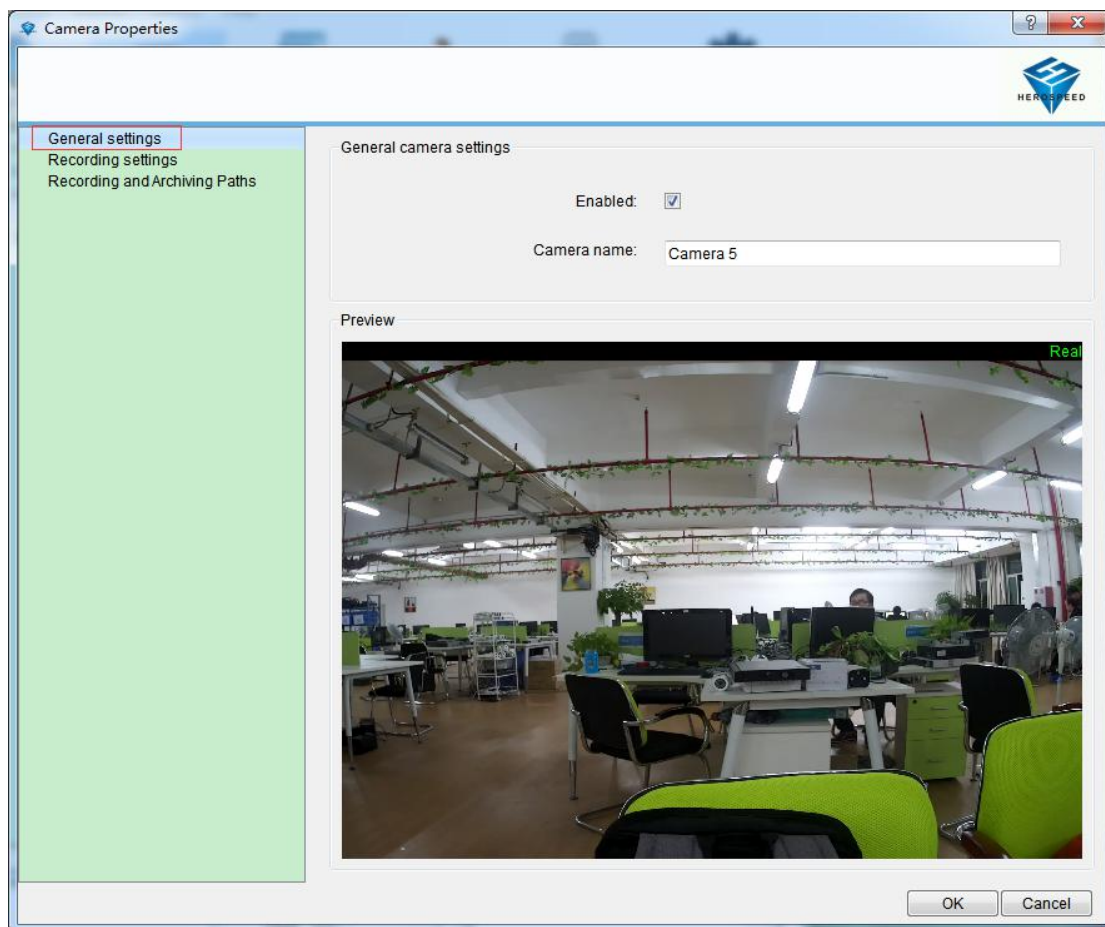 Camera Properties
HEROSPEED
General settings
Recording settings
Recording and Archiving Paths
General camera settings
Enabled:
Camera name:
Camera 5
Preview
Real
OK
Cancel